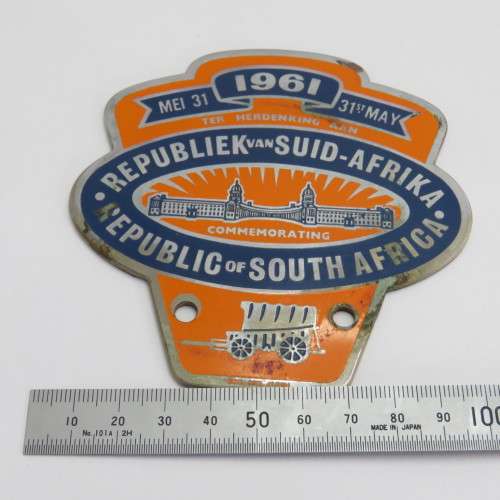 1961
MEI 31 31ST MAY
TER HERDENKING AAN
REPUBLIEK VAN SUID-AFRIKA
COMMEMORATING
REPUBLIC OF SOUTH AFRICA
10 20 30 40 50 60 70 80 90 100
No. 101A 2H MADE IN JAPAN